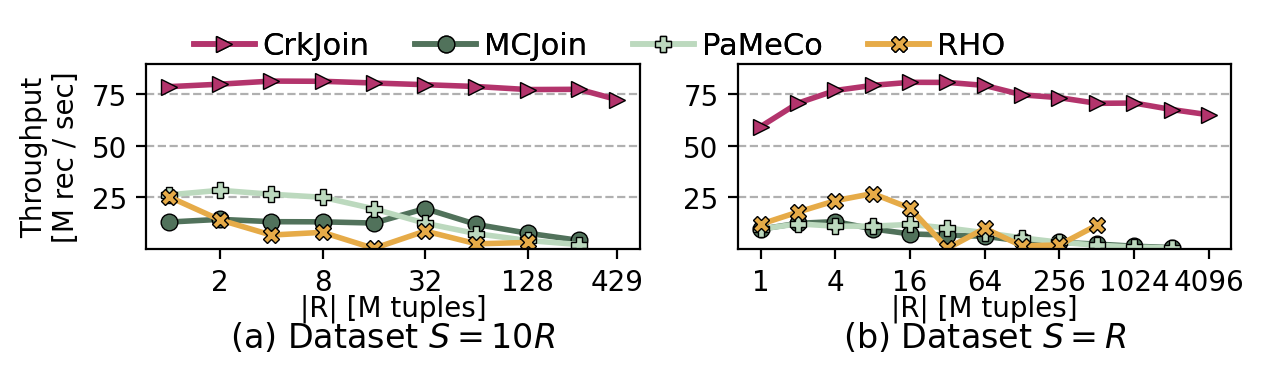 CrkJoin MCJoin PaMeCo RHO
Throughput
[M rec / sec]
75
50
25
2 8 32 128 429
|R| [M tuples]
(a) Dataset S = 10R
75
50
25
1 4 16 64 256 1024 4096
|R| [M tuples]
(b) Dataset S = R